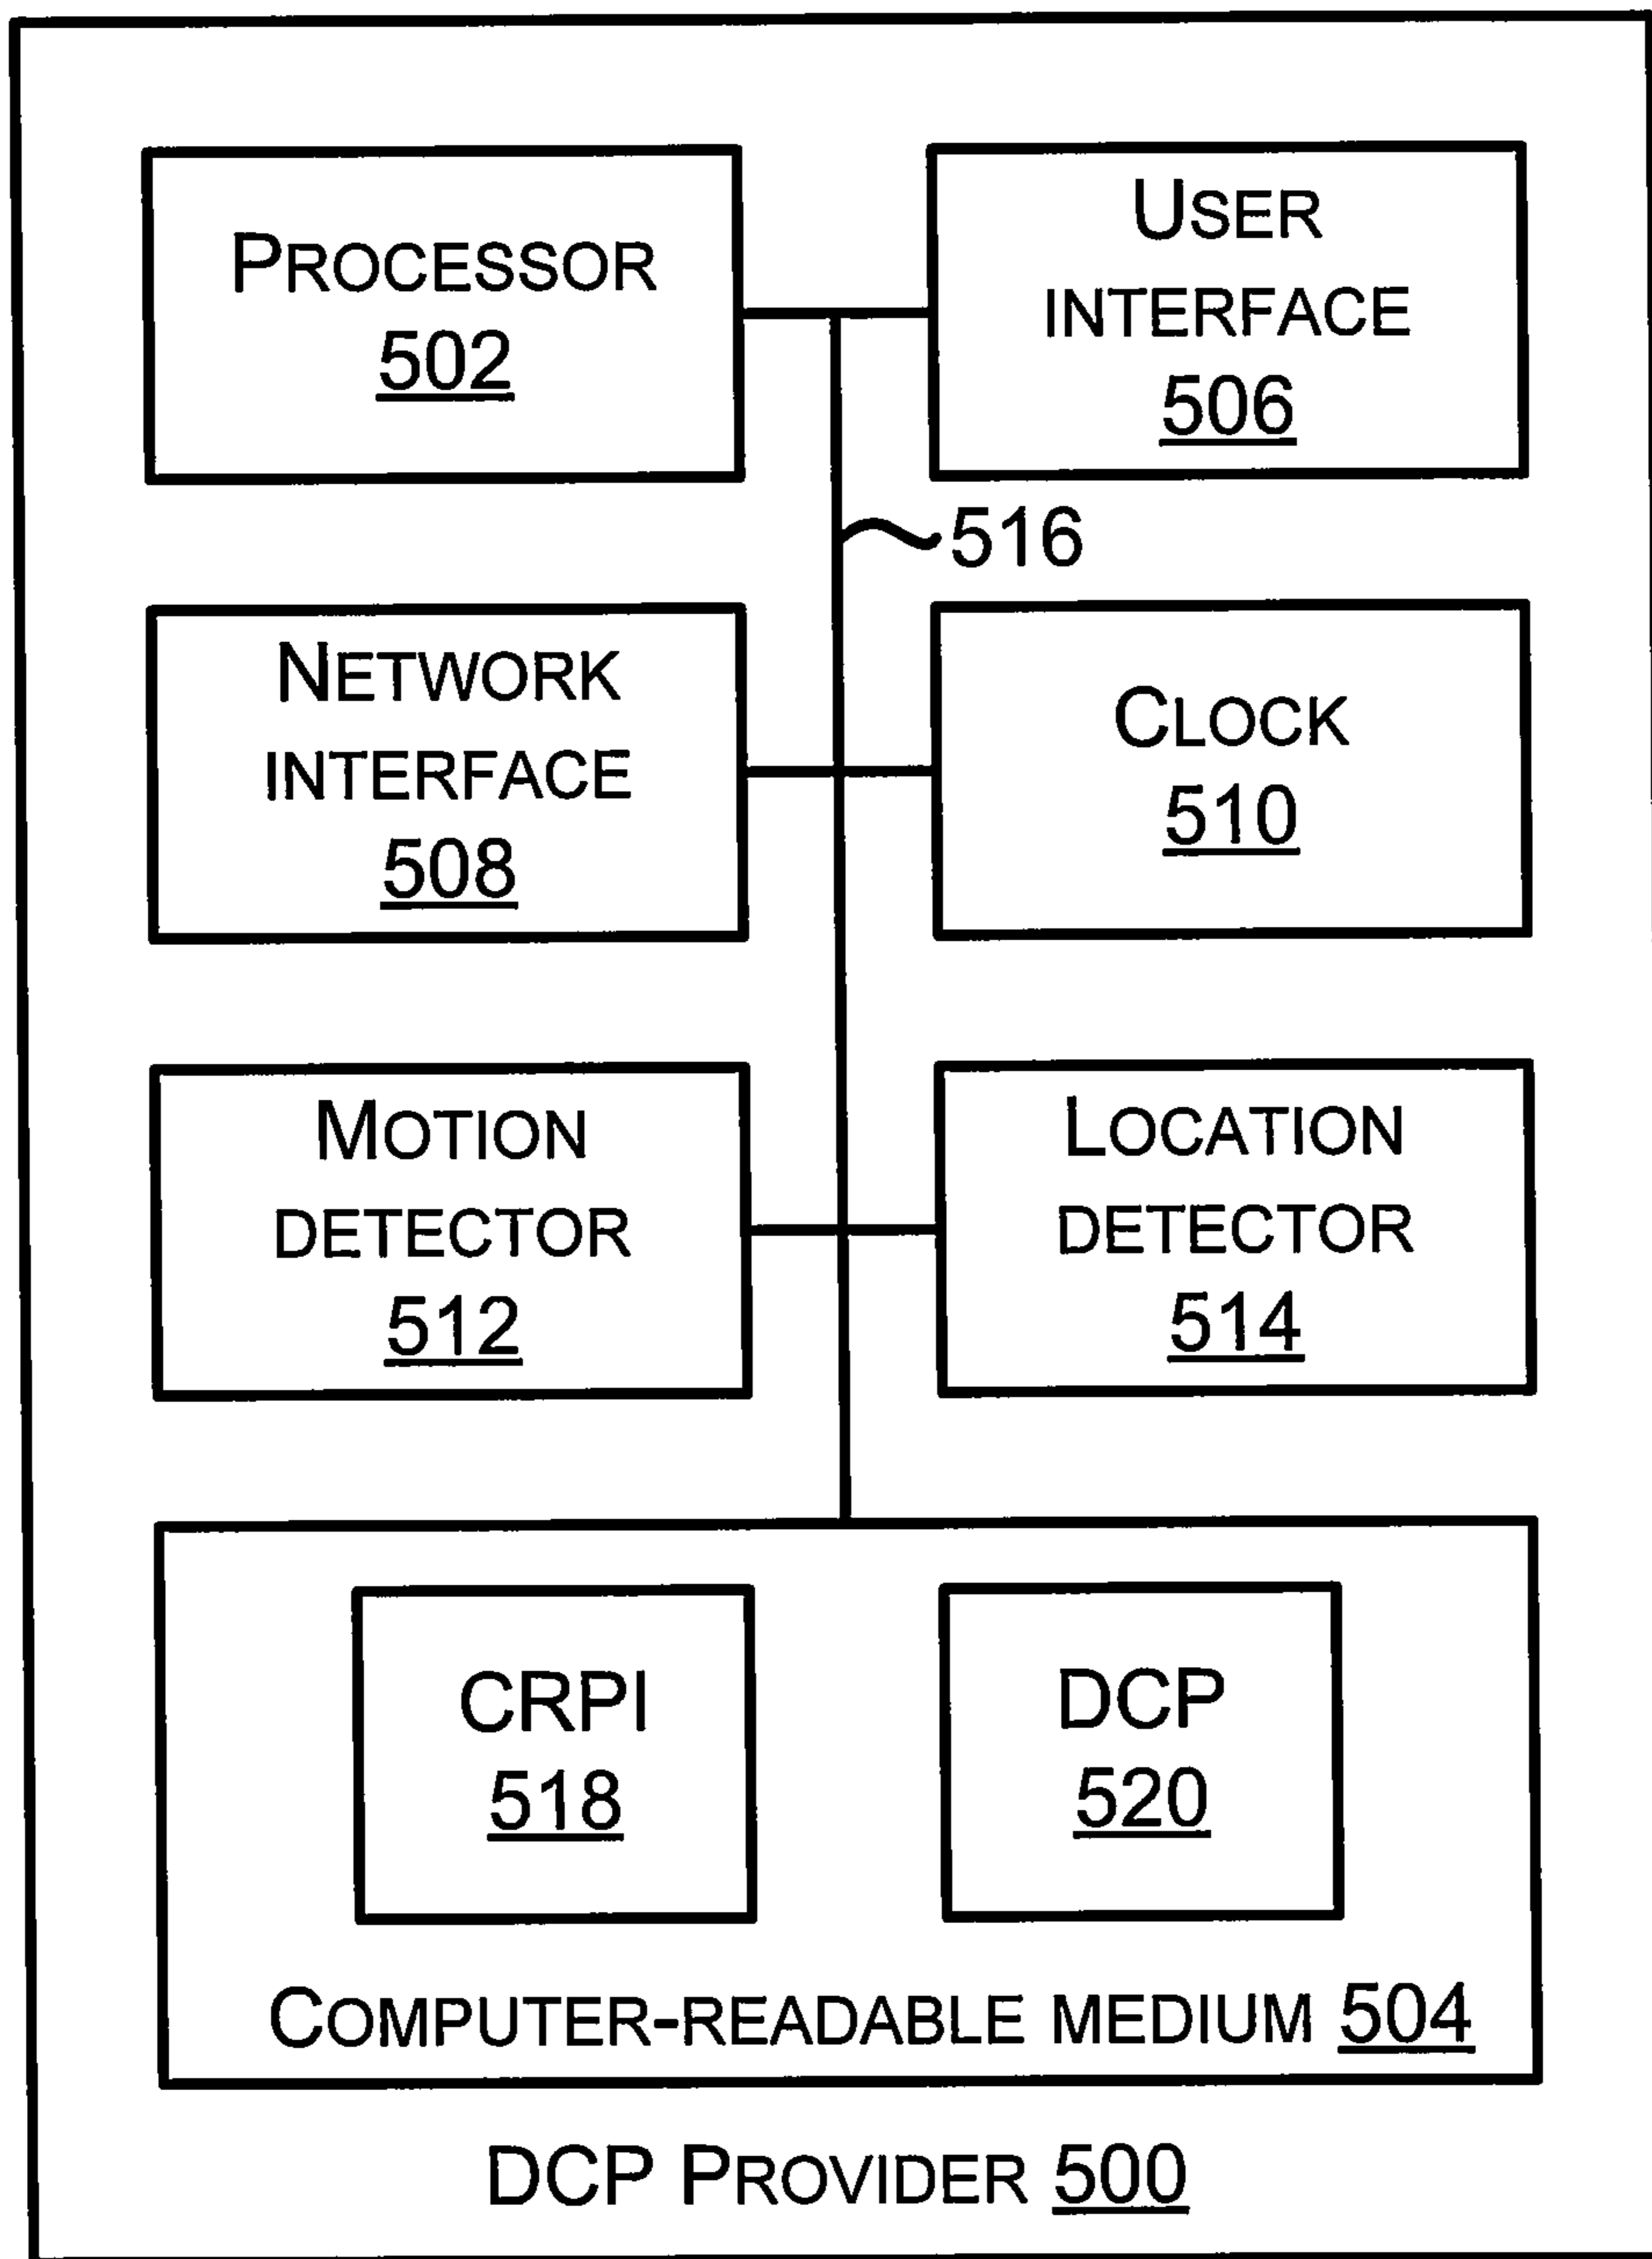 PROCESSOR
502
USER
INTERFACE
506
516
NETWORK
INTERFACE
508
CLOCK
510
MOTION
DETECTOR
512
LOCATION
DETECTOR
514
CRPI
518
DCP
520
COMPUTER-READABLE MEDIUM 504
DCP PROVIDER 500